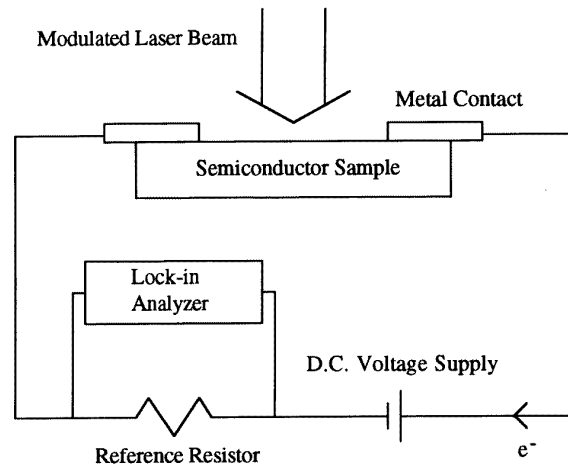 Modulated Laser Beam
Metal Contact
Semiconductor Sample
Lock-in
Analyzer
D.C. Voltage Supply
Reference Resistor
e-